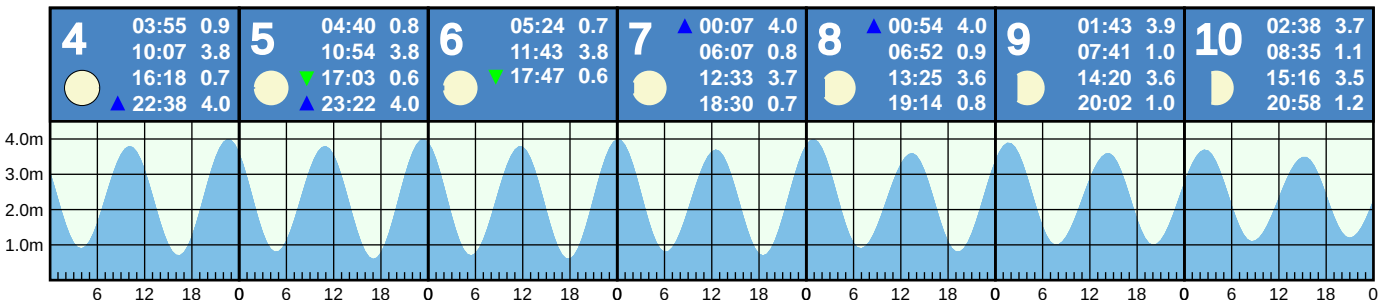 4
03:55 0.9
10:07 3.8
16:18 0.7
▲ 22:38 4.0
5
04:40 0.8
10:54 3.8
▼ 17:03 0.6
▲ 23:22 4.0
6
05:24 0.7
11:43 3.8
▼ 17:47 0.6
7
▲ 00:07 4.0
06:07 0.8
12:33 3.7
18:30 0.7
8
▲ 00:54 4.0
06:52 0.9
13:25 3.6
19:14 0.8
9
01:43 3.9
07:41 1.0
14:20 3.6
20:02 1.0
10
02:38 3.7
08:35 1.1
15:16 3.5
20:58 1.2
4.0m
3.0m
2.0m
1.0m
6 12 18 0 6 12 18 0 6 12 18 0 6 12 18 0 6 12 18 0 6 12 18 0 6 12 18 0